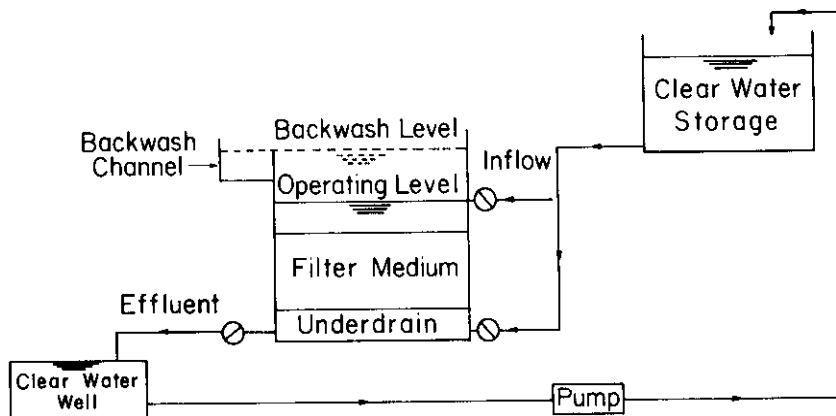 Clear Water
Storage
Backwash Level
Backwash
Channel
Inflow
Operating Level
Filter Medium
Effluent
Underdrain
Clear Water
Well
Pump